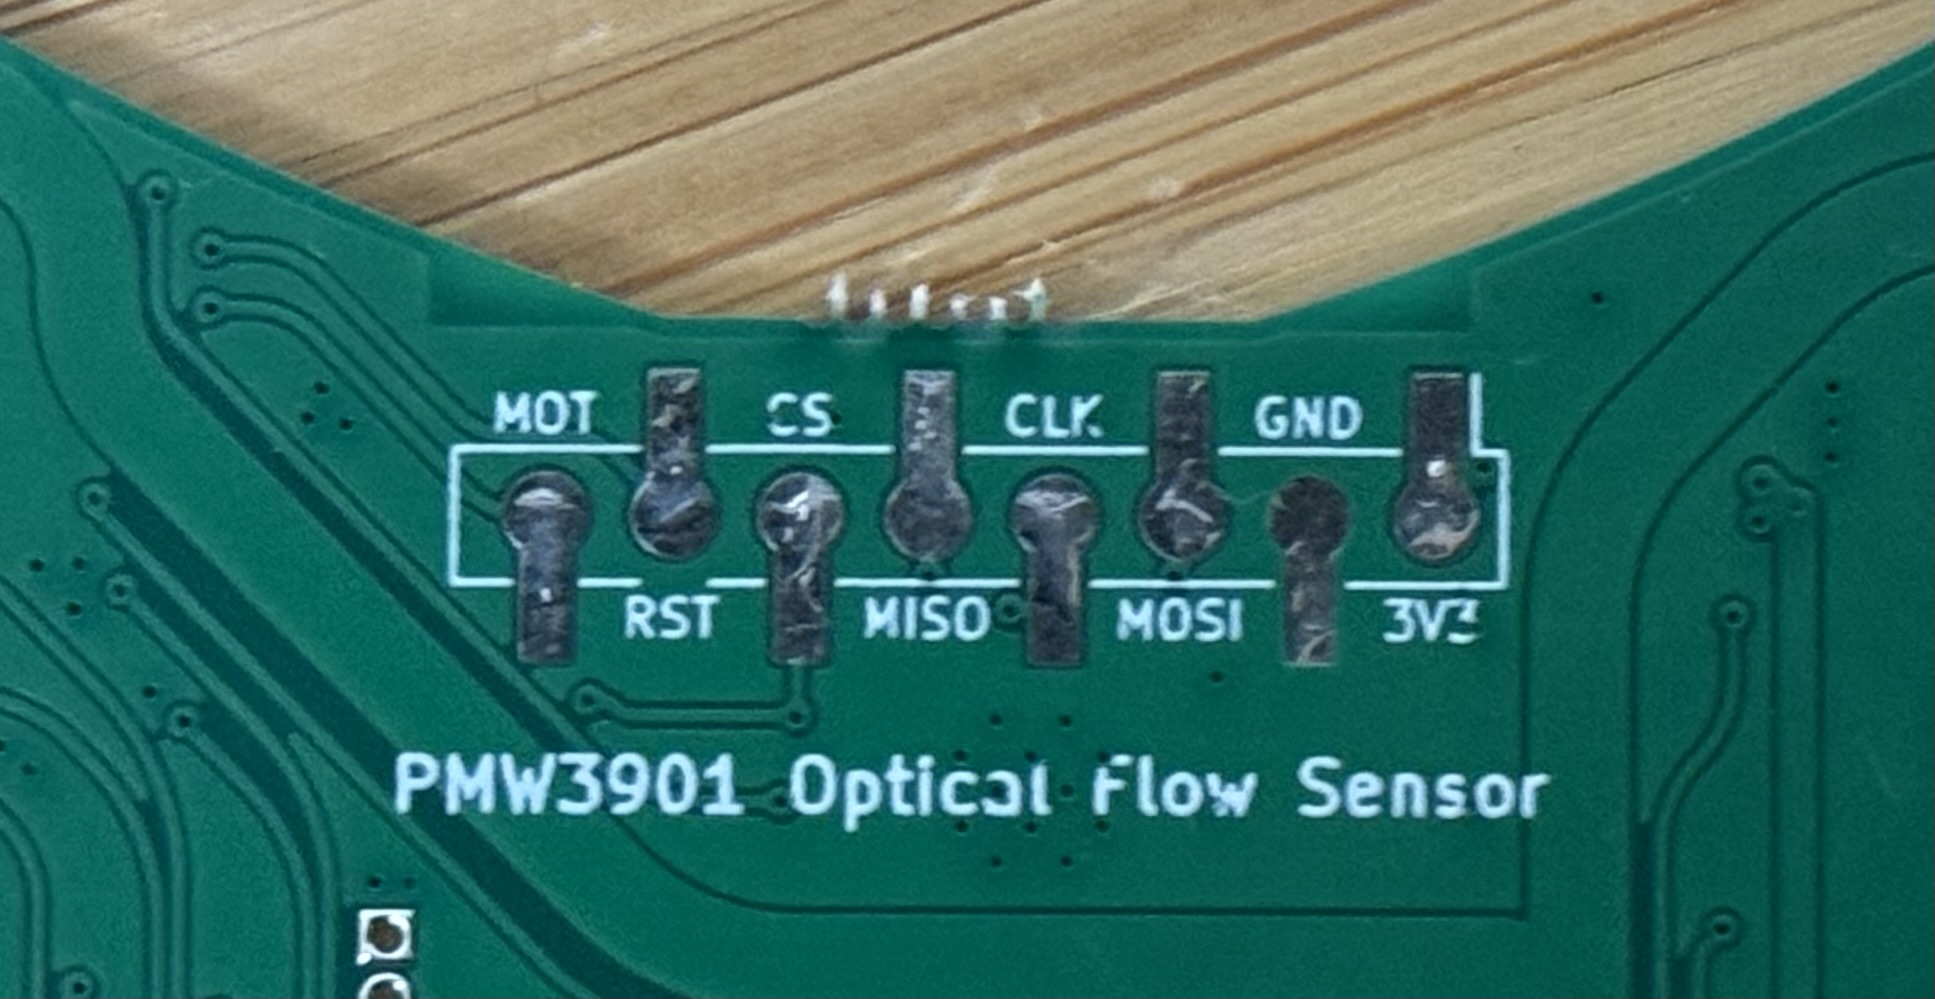 MOT CS CLK GND
RST MISO MOSI 3V3
PMW3901 Optical Flow Sensor